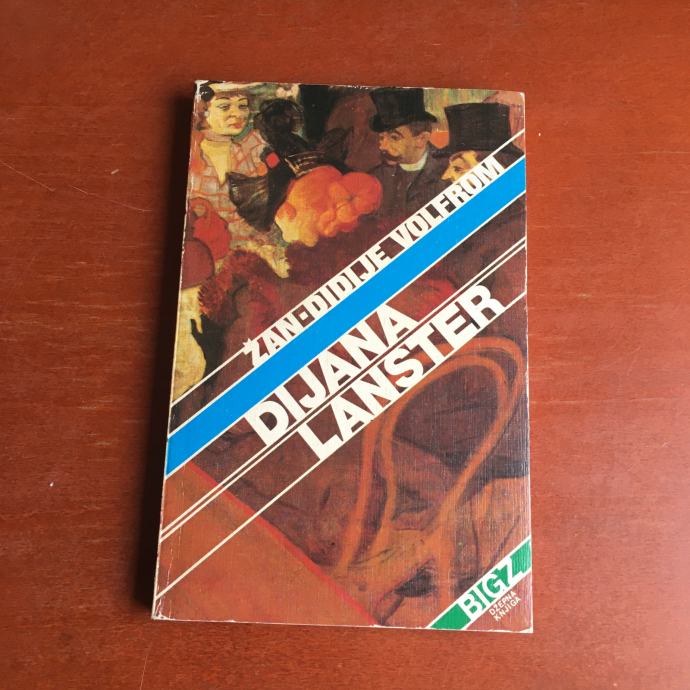 ŽAN-DIDIJE VOLFROM
DIJANA
LANSTER
BIGZ
DŽEPNA
KNJIGA